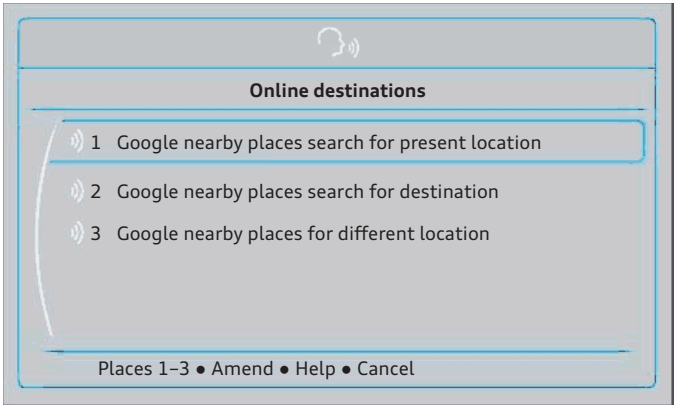 Online destinations
1 Google nearby places search for present location
2 Google nearby places search for destination
3 Google nearby places for different location
Places 1–3 ● Amend ● Help ● Cancel